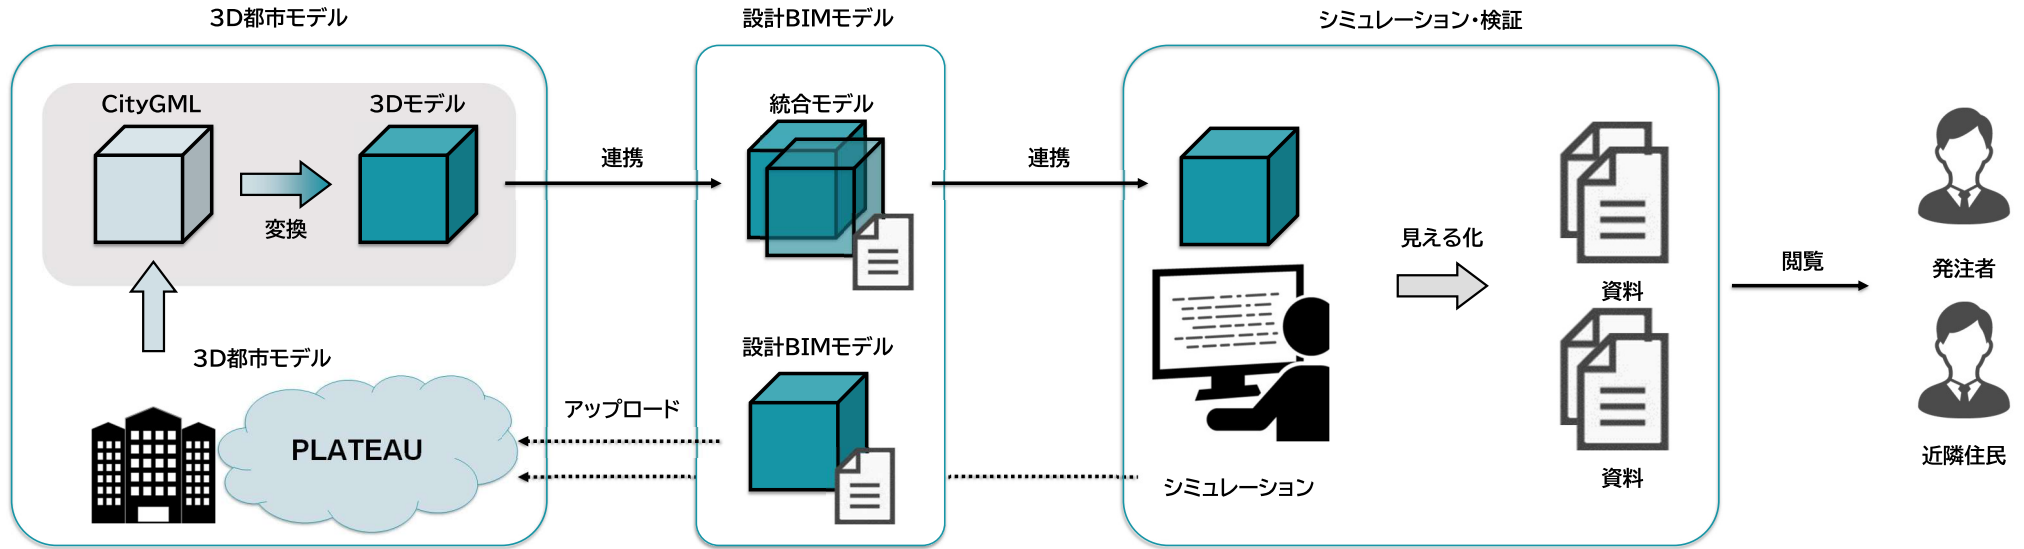 3D都市モデル
CityGML
3Dモデル
変換
3D都市モデル
PLATEAU
連携
アップロード
設計BIMモデル
統合モデル
設計BIMモデル
連携
シミュレーション・検証
シミュレーション
見える化
資料
資料
閲覧
発注者
近隣住民